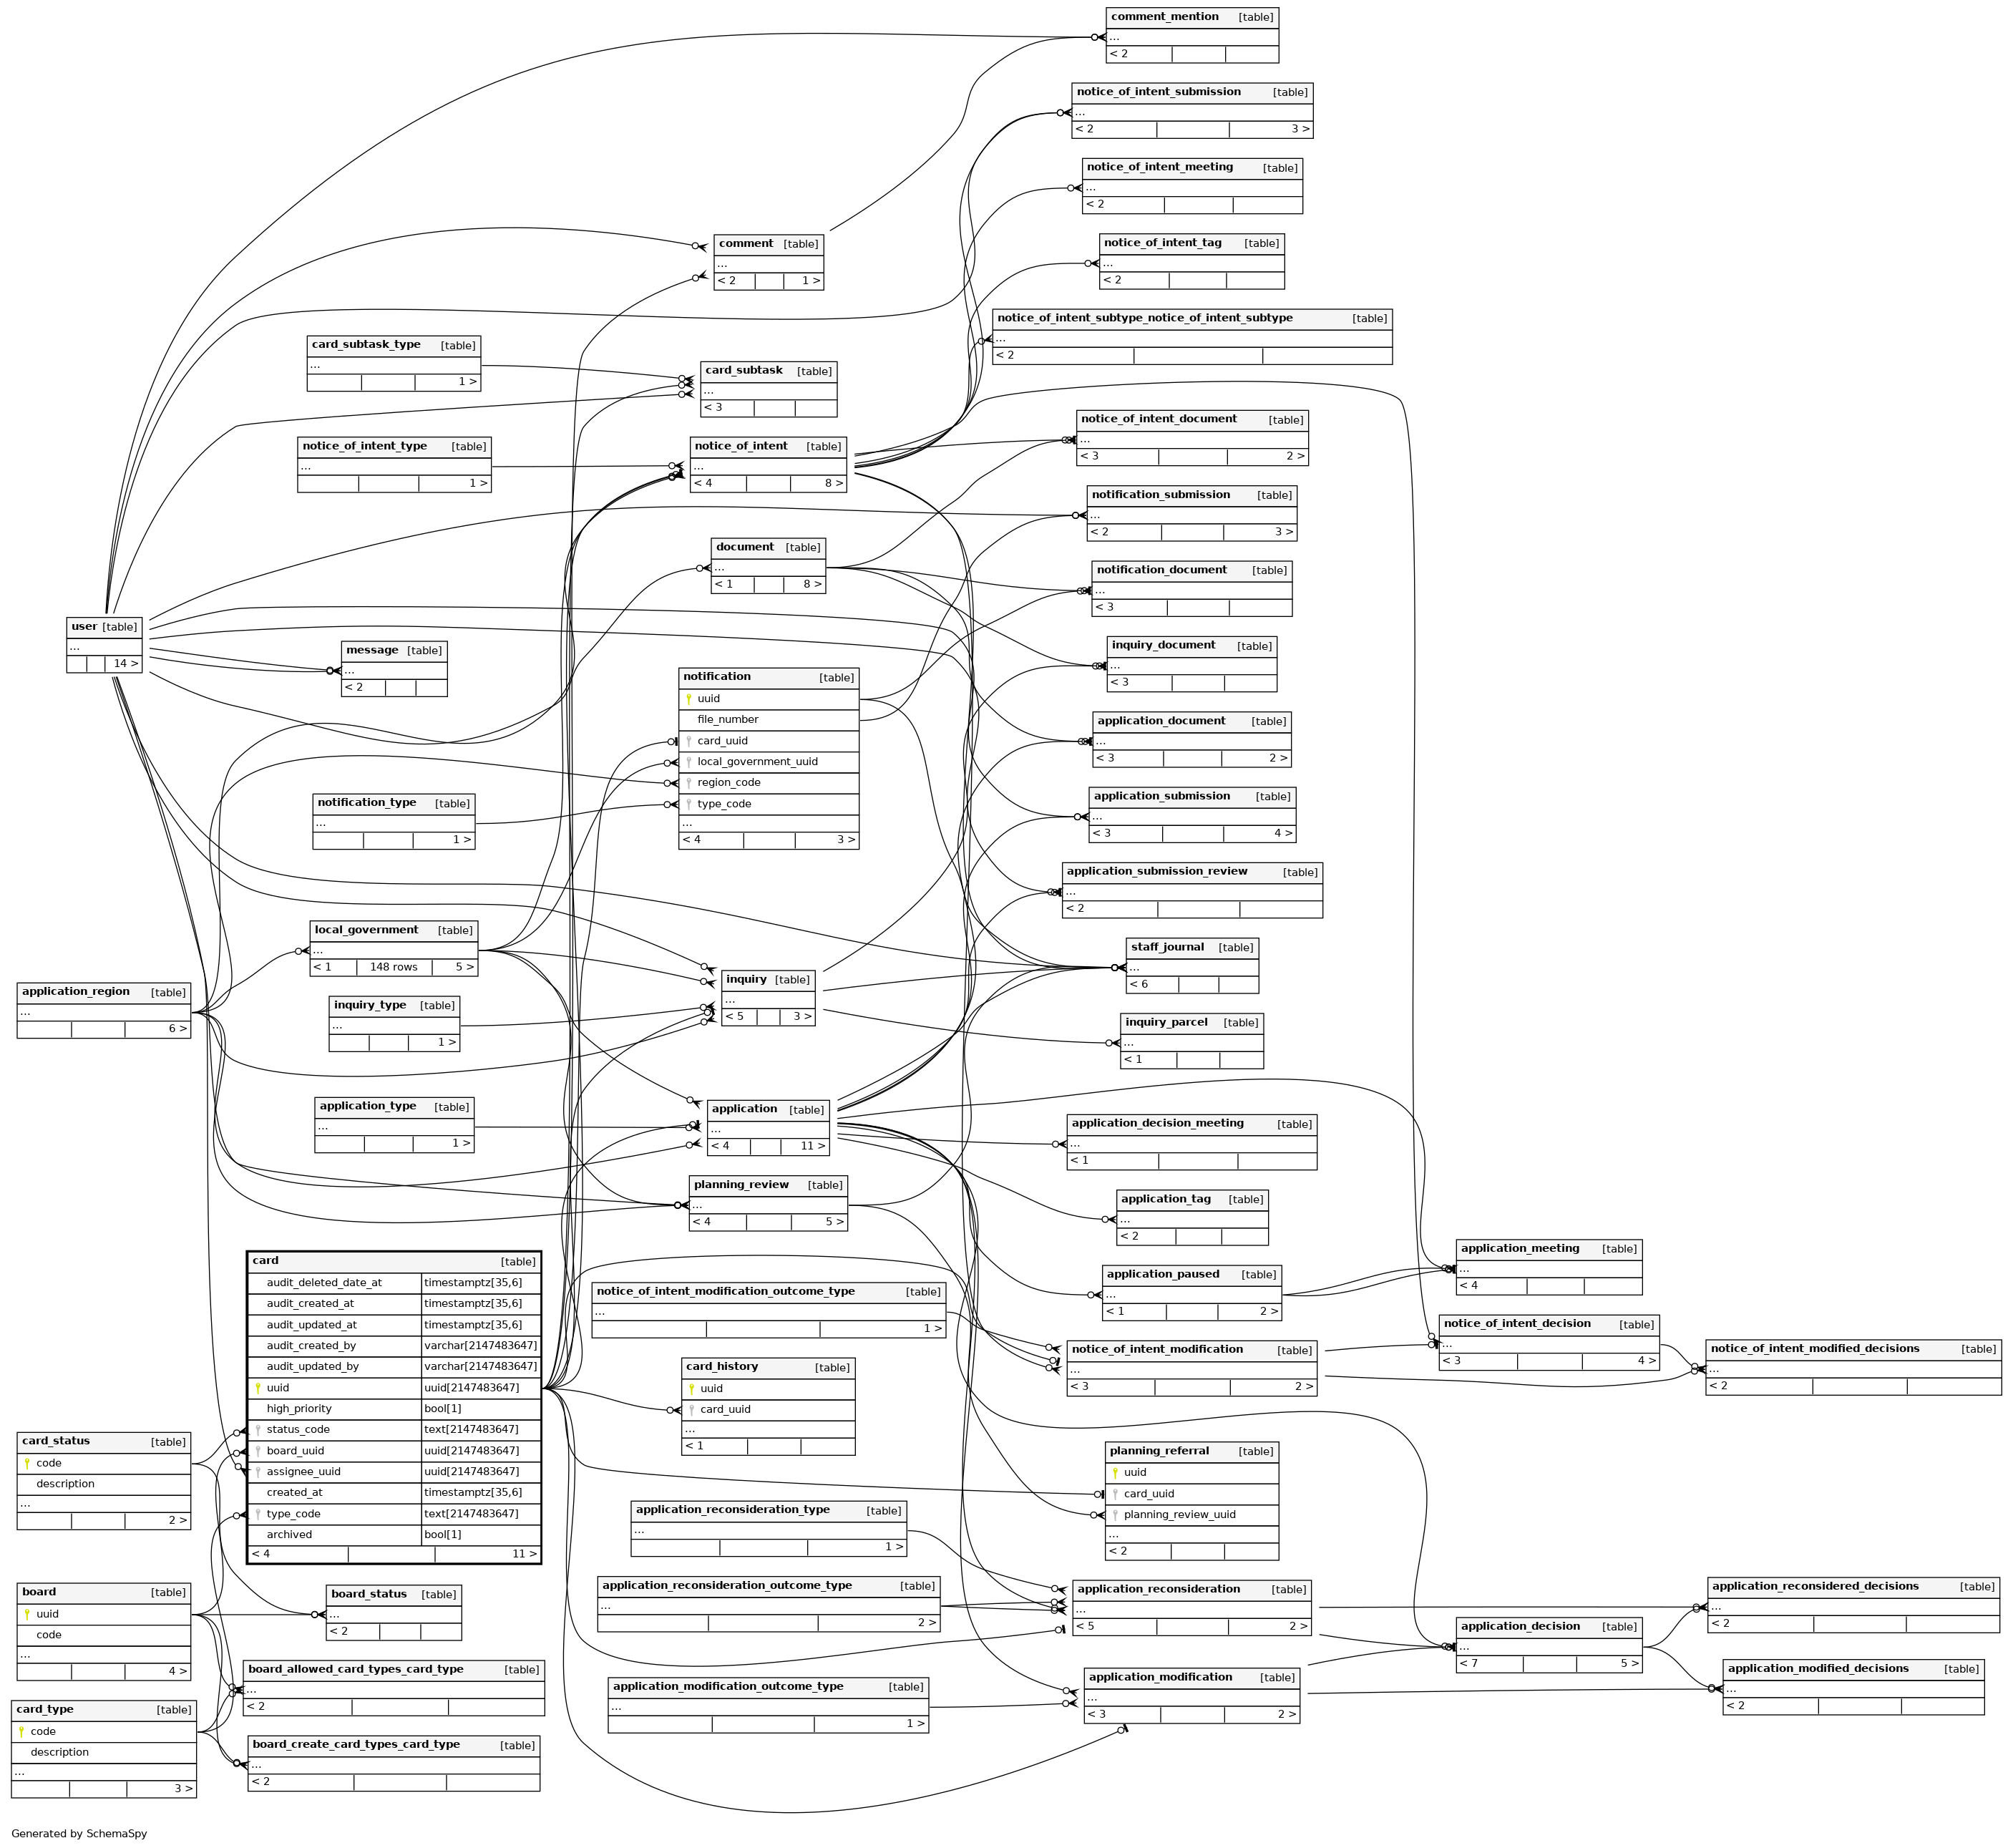 comment_mention [table]
...
< 2
notice_of_intent_submission [table]
...
< 2 3 >
notice_of_intent_meeting [table]
...
< 2
notice_of_intent_tag [table]
...
< 2
comment [table]
...
< 2 1 >
notice_of_intent_subtype_notice_of_intent_subtype [table]
...
< 2
card_subtask_type [table]
...
1 >
card_subtask [table]
...
< 3
notice_of_intent_document [table]
...
< 3 2 >
notice_of_intent_type [table]
...
1 >
notice_of_intent [table]
...
< 4 8 >
notification_submission [table]
...
< 2 3 >
document [table]
...
< 1 8 >
notification_document [table]
...
< 3
user [table]
...
14 >
message [table]
...
< 2
inquiry_document [table]
...
< 3
notification [table]
uuid
file_number
card_uuid
local_government_uuid
region_code
type_code
...
< 4 3 >
application_document [table]
...
< 3 2 >
notification_type [table]
...
1 >
application_submission [table]
...
< 3 4 >
application_submission_review [table]
...
< 2
local_government [table]
...
< 1 148 rows 5 >
staff_journal [table]
...
< 6
application_region [table]
...
6 >
inquiry [table]
...
< 5 3 >
inquiry_type [table]
...
1 >
inquiry_parcel [table]
...
< 1
application_type [table]
...
1 >
application [table]
...
< 4 11 >
application_decision_meeting [table]
...
< 1
planning_review [table]
...
< 4 5 >
application_tag [table]
...
< 2
application_meeting [table]
...
< 4
application_paused [table]
...
< 1 2 >
card [table]
audit_deleted_date_at timestamptz[35,6]
audit_created_at timestamptz[35,6]
audit_updated_at timestamptz[35,6]
audit_created_by varchar[2147483647]
audit_updated_by varchar[2147483647]
uuid uuid[2147483647]
high_priority bool[1]
status_code text[2147483647]
board_uuid uuid[2147483647]
assignee_uuid uuid[2147483647]
created_at timestamptz[35,6]
type_code text[2147483647]
archived bool[1]
< 4 11 >
notice_of_intent_modification_outcome_type [table]
...
1 >
notice_of_intent_modification [table]
...
< 3 2 >
notice_of_intent_decision [table]
...
< 3 4 >
notice_of_intent_modified_decisions [table]
...
< 2
card_history [table]
uuid
card_uuid
...
< 1
card_status [table]
code
description
...
2 >
planning_referral [table]
uuid
card_uuid
planning_review_uuid
...
< 2
application_reconsideration_type [table]
...
1 >
application_reconsideration_outcome_type [table]
...
2 >
application_reconsideration [table]
...
< 5 2 >
application_reconsidered_decisions [table]
...
< 2
board [table]
uuid
code
...
4 >
board_status [table]
...
< 2
application_decision [table]
...
< 7 5 >
board_allowed_card_types_card_type [table]
...
< 2
application_modification_outcome_type [table]
...
1 >
application_modification [table]
...
< 3 2 >
application_modified_decisions [table]
...
< 2
card_type [table]
code
description
...
3 >
board_create_card_types_card_type [table]
...
< 2
Generated by SchemaSpy